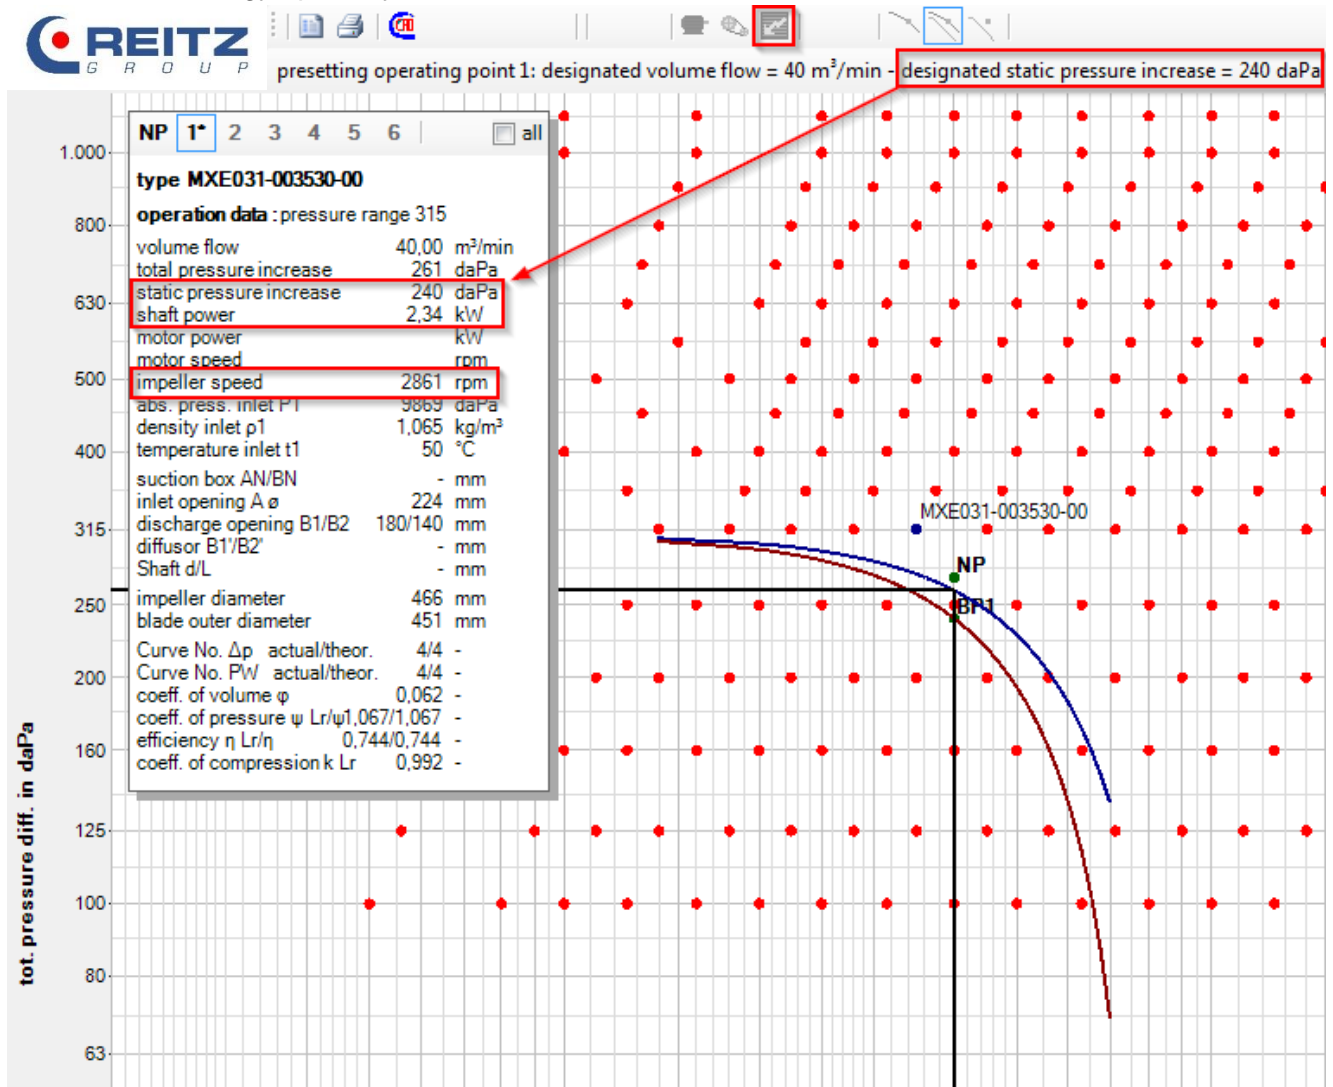 REITZ
GROUP
presetting operating point 1: designated volume flow = 40 m³/min - designated static pressure increase = 240 daPa
NP 1* 2 3 4 5 6 all
type MXE031-003530-00
operation data : pressure range 315
volume flow 40,00 m³/min
total pressure increase 261 daPa
static pressure increase 240 daPa
shaft power 2,34 kW
motor power kW
motor speed rpm
impeller speed 2861 rpm
abs. press. inlet P1 9869 daPa
density inlet ρ1 1,065 kg/m³
temperature inlet t1 50 °C
suction box AN/BN - mm
inlet opening A ø 224 mm
discharge opening B1/B2 180/140 mm
diffusor B1'/B2' - mm
Shaft d/L - mm
impeller diameter 466 mm
blade outer diameter 451 mm
Curve No. Δp actual/theor. 4/4 -
Curve No. PW actual/theor. 4/4 -
coeff. of volume φ 0,062 -
coeff. of pressure ψ Lr/ψ1,067/1,067 -
efficiency η Lr/η 0,744/0,744 -
coeff. of compression k Lr 0,992 -
tot. pressure diff. in daPa
1.000
800
630
500
400
315
250
200
160
125
100
80
63
MXE031-003530-00
NP
BP1